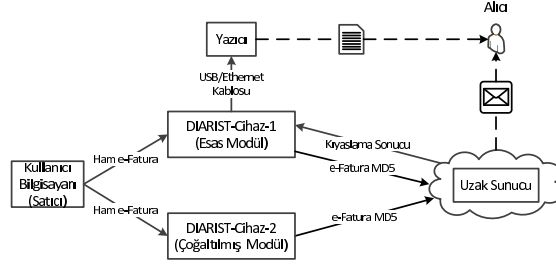 Alıcı
Yazıcı
USB/Ethernet
Kablosu
DIARIST-Cihaz-1
(Esas Modül)
Kıyaslama Sonucu
Ham e-Fatura
e-Fatura MD5
Kullanıcı
Bilgisayarı
(Satıcı)
Uzak Sunucu
Ham e-Fatura
e-Fatura MD5
DIARIST-Cihaz-2
(Çoğaltılmış Modül)